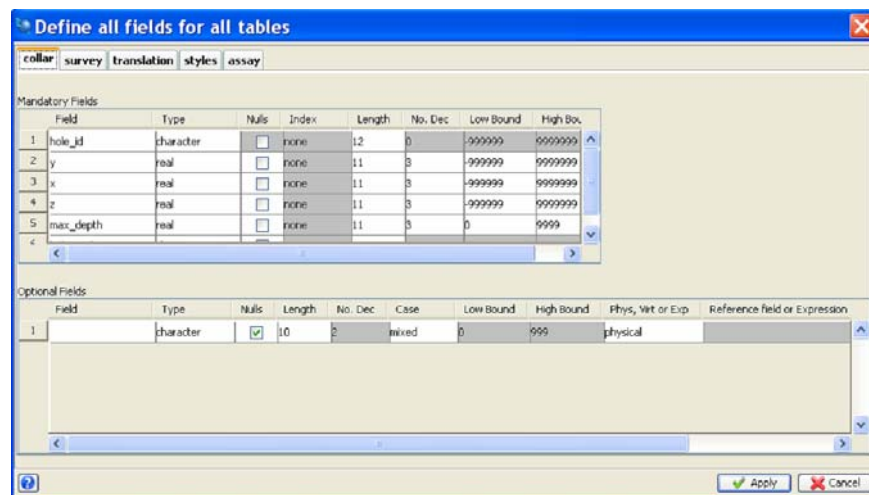 Define all fields for all tables
collar survey translation styles assay
Mandatory Fields
Field Type Nulls Index Length No. Dec Low Bound High Bou
1 hole_id character none 12 0 -999999 9999999
2 y real none 11 3 -999999 9999999
3 x real none 11 3 -999999 9999999
4 z real none 11 3 -999999 9999999
5 max_depth real none 11 3 0 9999
Optional Fields
Field Type Nulls Length No. Dec Case Low Bound High Bound Phys, Virt or Exp Reference field or Expression
1 character 10 2 mixed 0 999 physical
? Apply Cancel